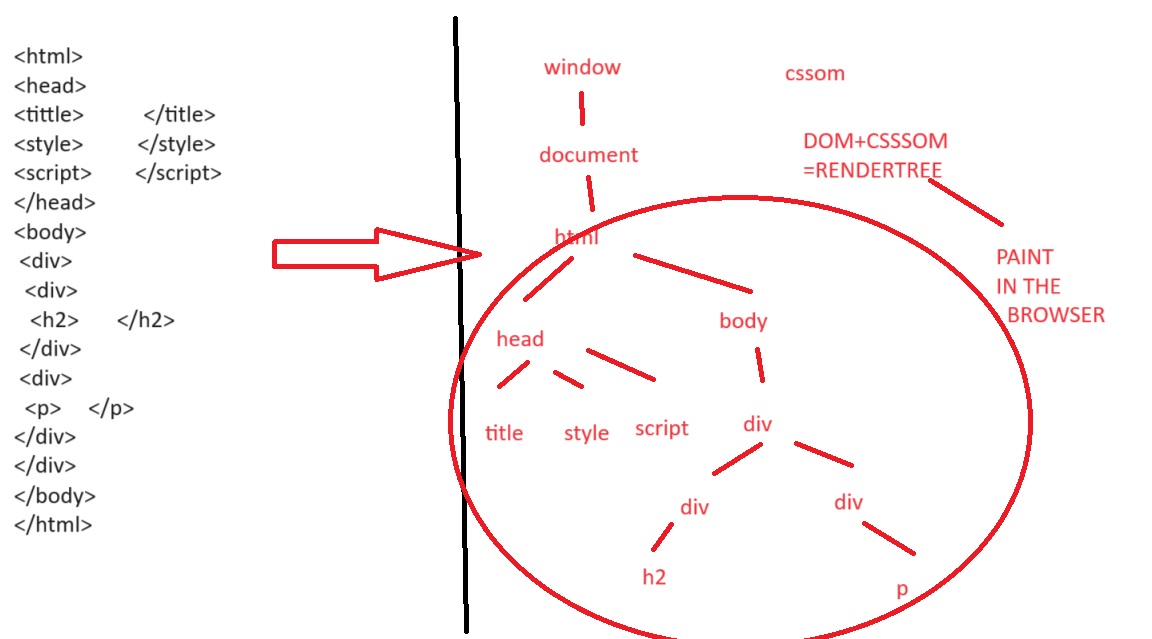 <html>
<head>
<tittle> </title>
<style> </style>
<script> </script>
</head>
<body>
<div>
<div>
<h2> </h2>
</div>
<div>
<p> </p>
</div>
</div>
</body>
</html>
window
cssom
document
DOM+CSSSOM
=RENDERTREE
html
PAINT
IN THE
BROWSER
head
body
title style script div
div div
h2
p